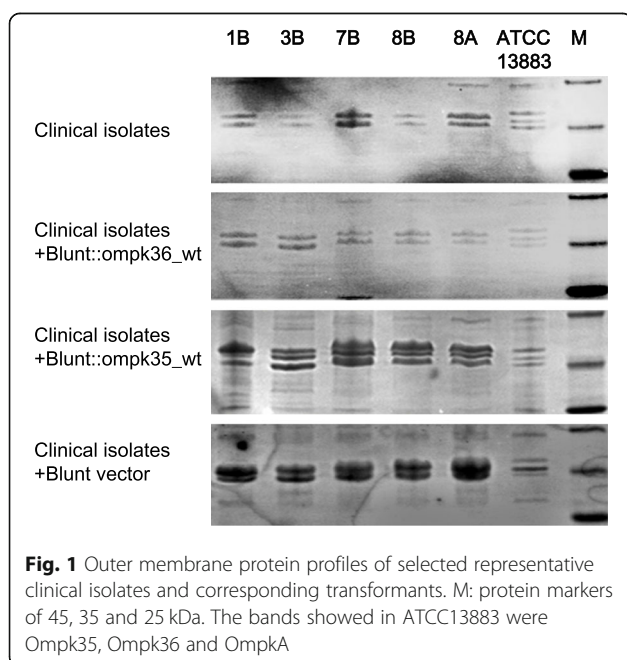 1B 3B 7B 8B 8A ATCC M
13883
Clinical isolates
Clinical isolates
+Blunt::ompk36_wt
Clinical isolates
+Blunt::ompk35_wt
Clinical isolates
+Blunt vector
Fig. 1 Outer membrane protein profiles of selected representative
clinical isolates and corresponding transformants. M: protein markers
of 45, 35 and 25 kDa. The bands showed in ATCC13883 were
Ompk35, Ompk36 and OmpkA